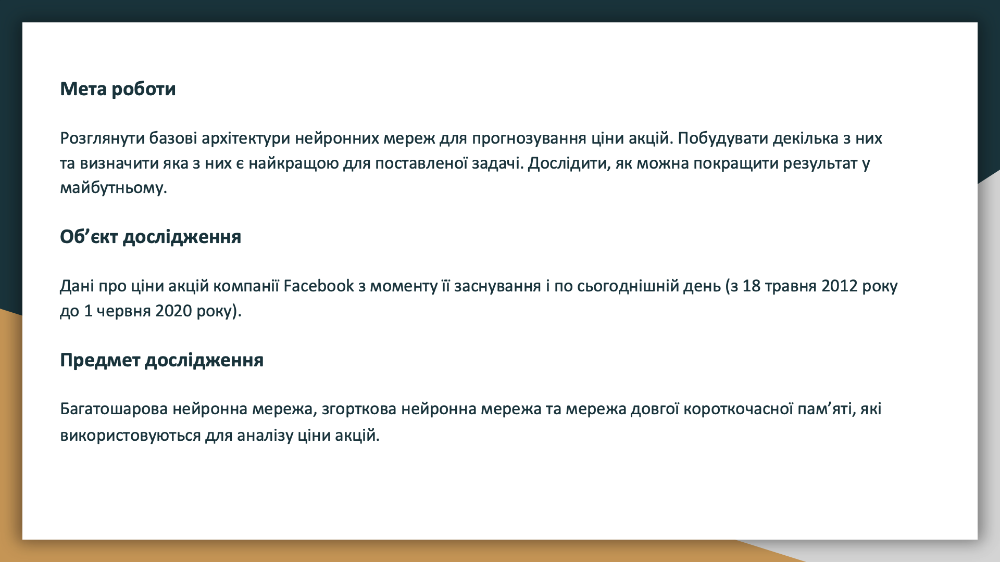 Мета роботи
Розглянути базові архітектури нейронних мереж для прогнозування ціни акцій. Побудувати декілька з них
та визначити яка з них є найкращою для поставленої задачі. Дослідити, як можна покращити результат у
майбутньому.
Об’єкт дослідження
Дані про ціни акцій компанії Facebook з моменту її заснування і по сьогоднішній день (з 18 травня 2012 року
до 1 червня 2020 року).
Предмет дослідження
Багатошарова нейронна мережа, згорткова нейронна мережа та мережа довгої короткочасної пам’яті, які
використовуються для аналізу ціни акцій.